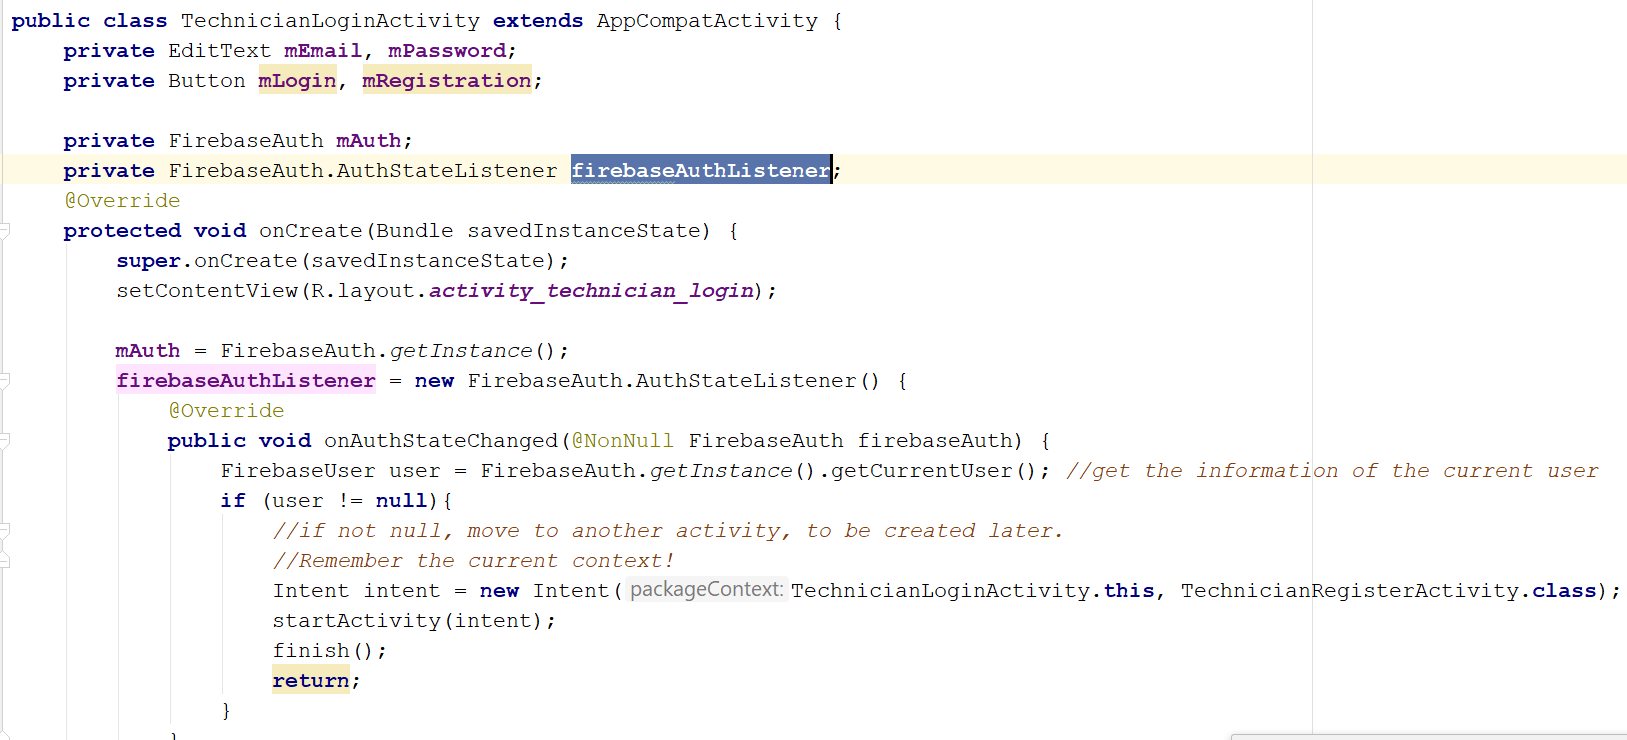 public class TechnicianLoginActivity extends AppCompatActivity {
    private EditText mEmail, mPassword;
    private Button mLogin, mRegistration;

    private FirebaseAuth mAuth;
    private FirebaseAuth.AuthStateListener firebaseAuthListener;
    @Override
    protected void onCreate(Bundle savedInstanceState) {
        super.onCreate(savedInstanceState);
        setContentView(R.layout.activity_technician_login);

        mAuth = FirebaseAuth.getInstance();
        firebaseAuthListener = new FirebaseAuth.AuthStateListener() {
            @Override
            public void onAuthStateChanged(@NonNull FirebaseAuth firebaseAuth) {
                FirebaseUser user = FirebaseAuth.getInstance().getCurrentUser(); //get the information of the current user
                if (user != null){
                    //if not null, move to another activity, to be created later.
                    //Remember the current context!
                    Intent intent = new Intent( packageContext: TechnicianLoginActivity.this, TechnicianRegisterActivity.class);
                    startActivity(intent);
                    finish();
                    return;
                }
            }